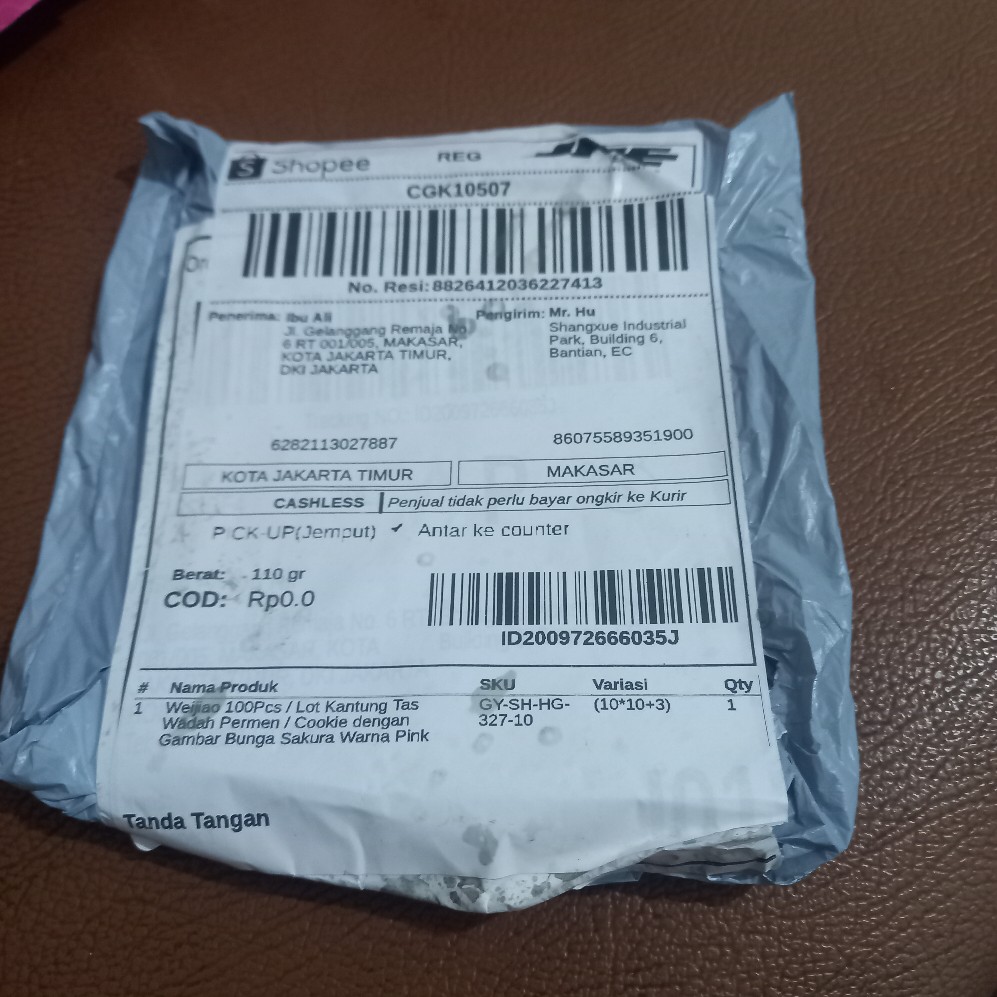 Shopee REG JNE
CGK10507
On
No. Resi: 8826412036227413
Penerima: Ibu Ali
Jl. Gelanggang Remaja No.
6 RT 001/005, MAKASAR,
KOTA JAKARTA TIMUR,
DKI JAKARTA
Pengirim: Mr. Hu
Shangxue Industrial
Park, Building 6,
Bantian, EC
6282113027887 86075589351900
KOTA JAKARTA TIMUR MAKASAR
CASHLESS Penjual tidak perlu bayar ongkir ke Kurir
PICK-UP(Jemput) ✔ Antar ke counter
Berat: 110 gr
COD: Rp0.0
ID200972666035J
# Nama Produk SKU Variasi Qty
1 Weijiao 100Pcs / Lot Kantung Tas GY-SH-HG- (10*10+3) 1
Wadah Permen / Cookie dengan 327-10
Gambar Bunga Sakura Warna Pink
Tanda Tangan